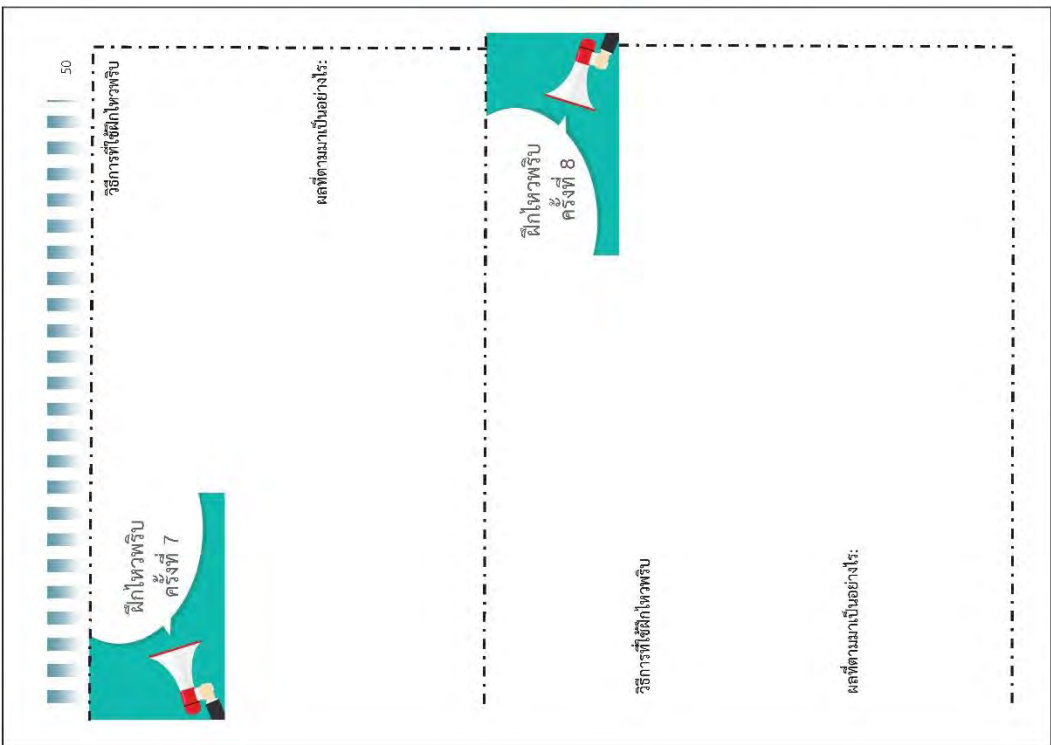 50
ฝึกไหวพริบ
ครั้งที่ 7
วิธีการที่ใช้ฝึกไหวพริบ
ผลที่ตามมาเป็นอย่างไร:
ฝึกไหวพริบ
ครั้งที่ 8
วิธีการที่ใช้ฝึกไหวพริบ
ผลที่ตามมาเป็นอย่างไร: